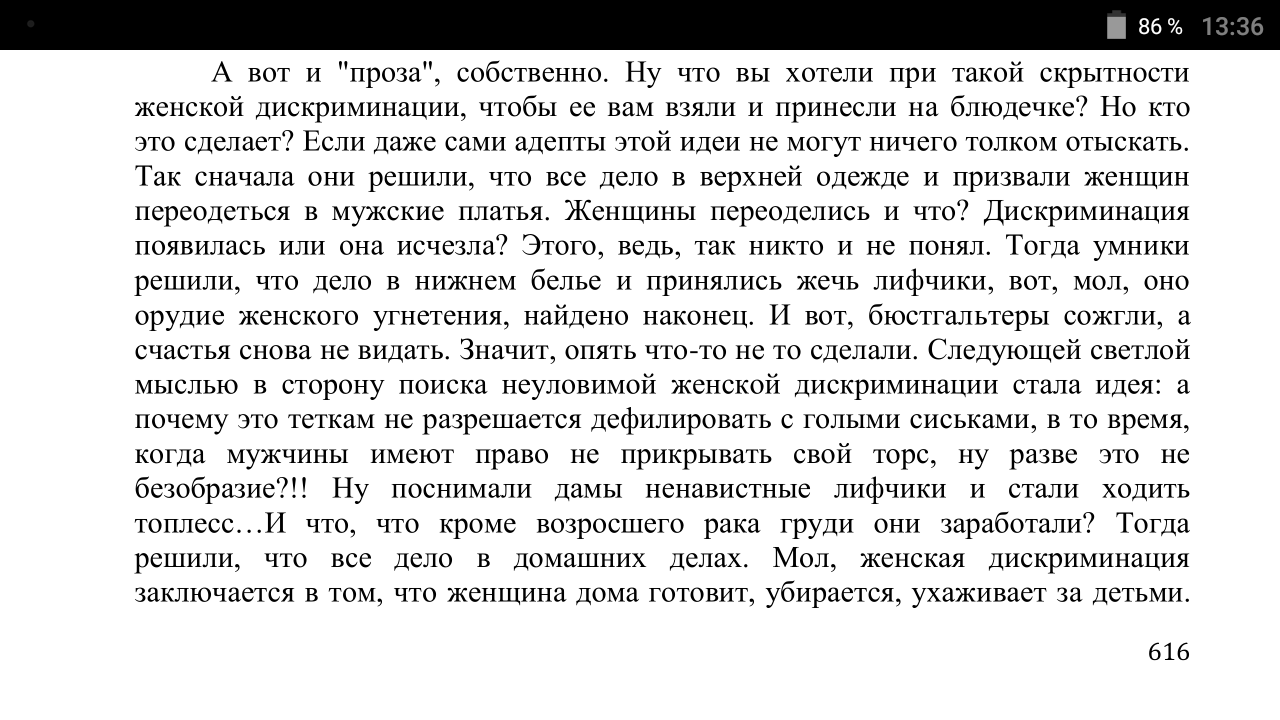 86 % 13:36
А вот и "проза", собственно. Ну что вы хотели при такой скрытности
женской дискриминации, чтобы ее вам взяли и принесли на блюдечке? Но кто
это сделает? Если даже сами адепты этой идеи не могут ничего толком отыскать.
Так сначала они решили, что все дело в верхней одежде и призвали женщин
переодеться в мужские платья. Женщины переоделись и что? Дискриминация
появилась или она исчезла? Этого, ведь, так никто и не понял. Тогда умники
решили, что дело в нижнем белье и принялись жечь лифчики, вот, мол, оно
орудие женского угнетения, найдено наконец. И вот, бюстгальтеры сожгли, а
счастья снова не видать. Значит, опять что-то не то сделали. Следующей светлой
мыслью в сторону поиска неуловимой женской дискриминации стала идея: а
почему это теткам не разрешается дефилировать с голыми сиськами, в то время,
когда мужчины имеют право не прикрывать свой торс, ну разве это не
безобразие?!! Ну поснимали дамы ненавистные лифчики и стали ходить
топлесс…И что, что кроме возросшего рака груди они заработали? Тогда
решили, что все дело в домашних делах. Мол, женская дискриминация
заключается в том, что женщина дома готовит, убирается, ухаживает за детьми.
616